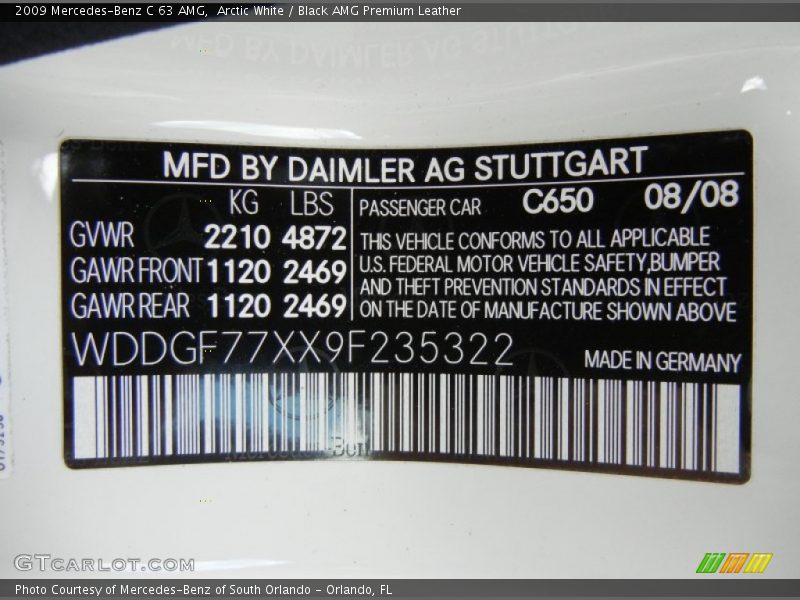 2009 Mercedes-Benz C 63 AMG, Arctic White / Black AMG Premium Leather
MFD BY DAIMLER AG STUTTGART
KG LBS
GVWR 2210 4872
GAWR FRONT 1120 2469
GAWR REAR 1120 2469
PASSENGER CAR C650 08/08
THIS VEHICLE CONFORMS TO ALL APPLICABLE
U.S. FEDERAL MOTOR VEHICLE SAFETY,BUMPER
AND THEFT PREVENTION STANDARDS IN EFFECT
ON THE DATE OF MANUFACTURE SHOWN ABOVE
WDDGF77XX9F235322
MADE IN GERMANY
GTCARLOT.COM
Photo Courtesy of Mercedes-Benz of South Orlando - Orlando, FL